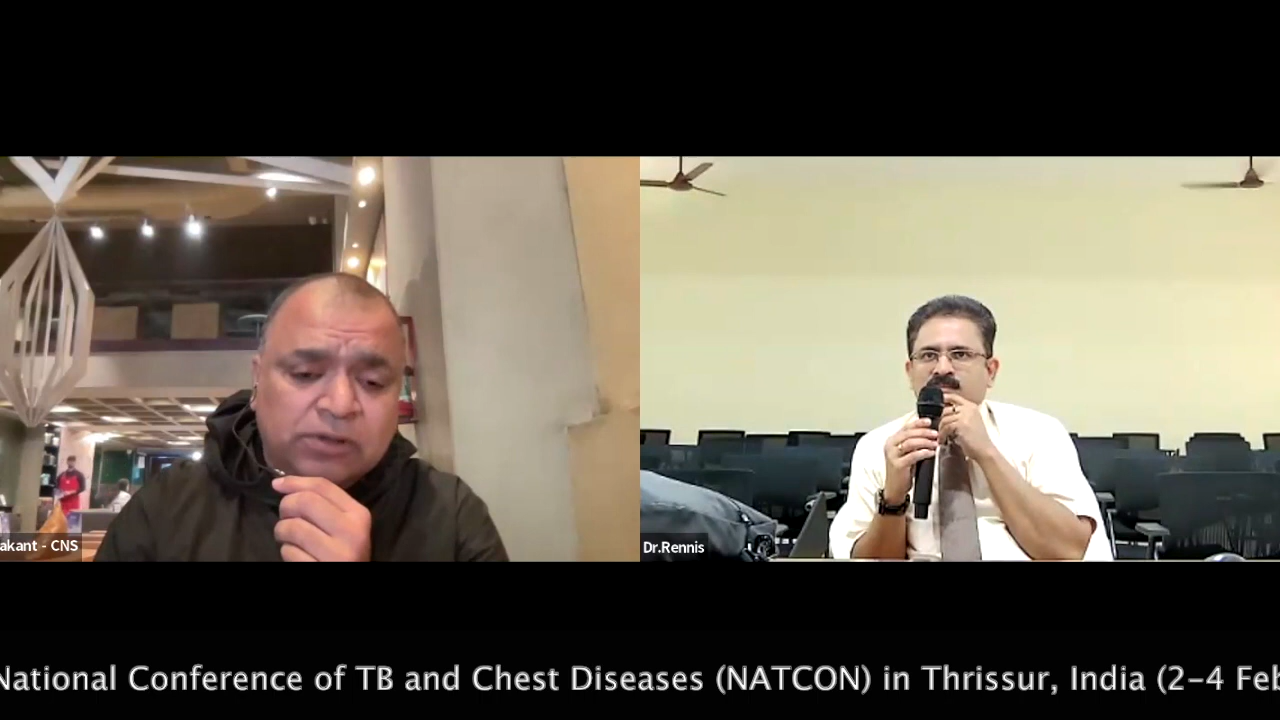 akant - CNS
Dr.Rennis
National Conference of TB and Chest Diseases (NATCON) in Thrissur, India (2-4 Feb